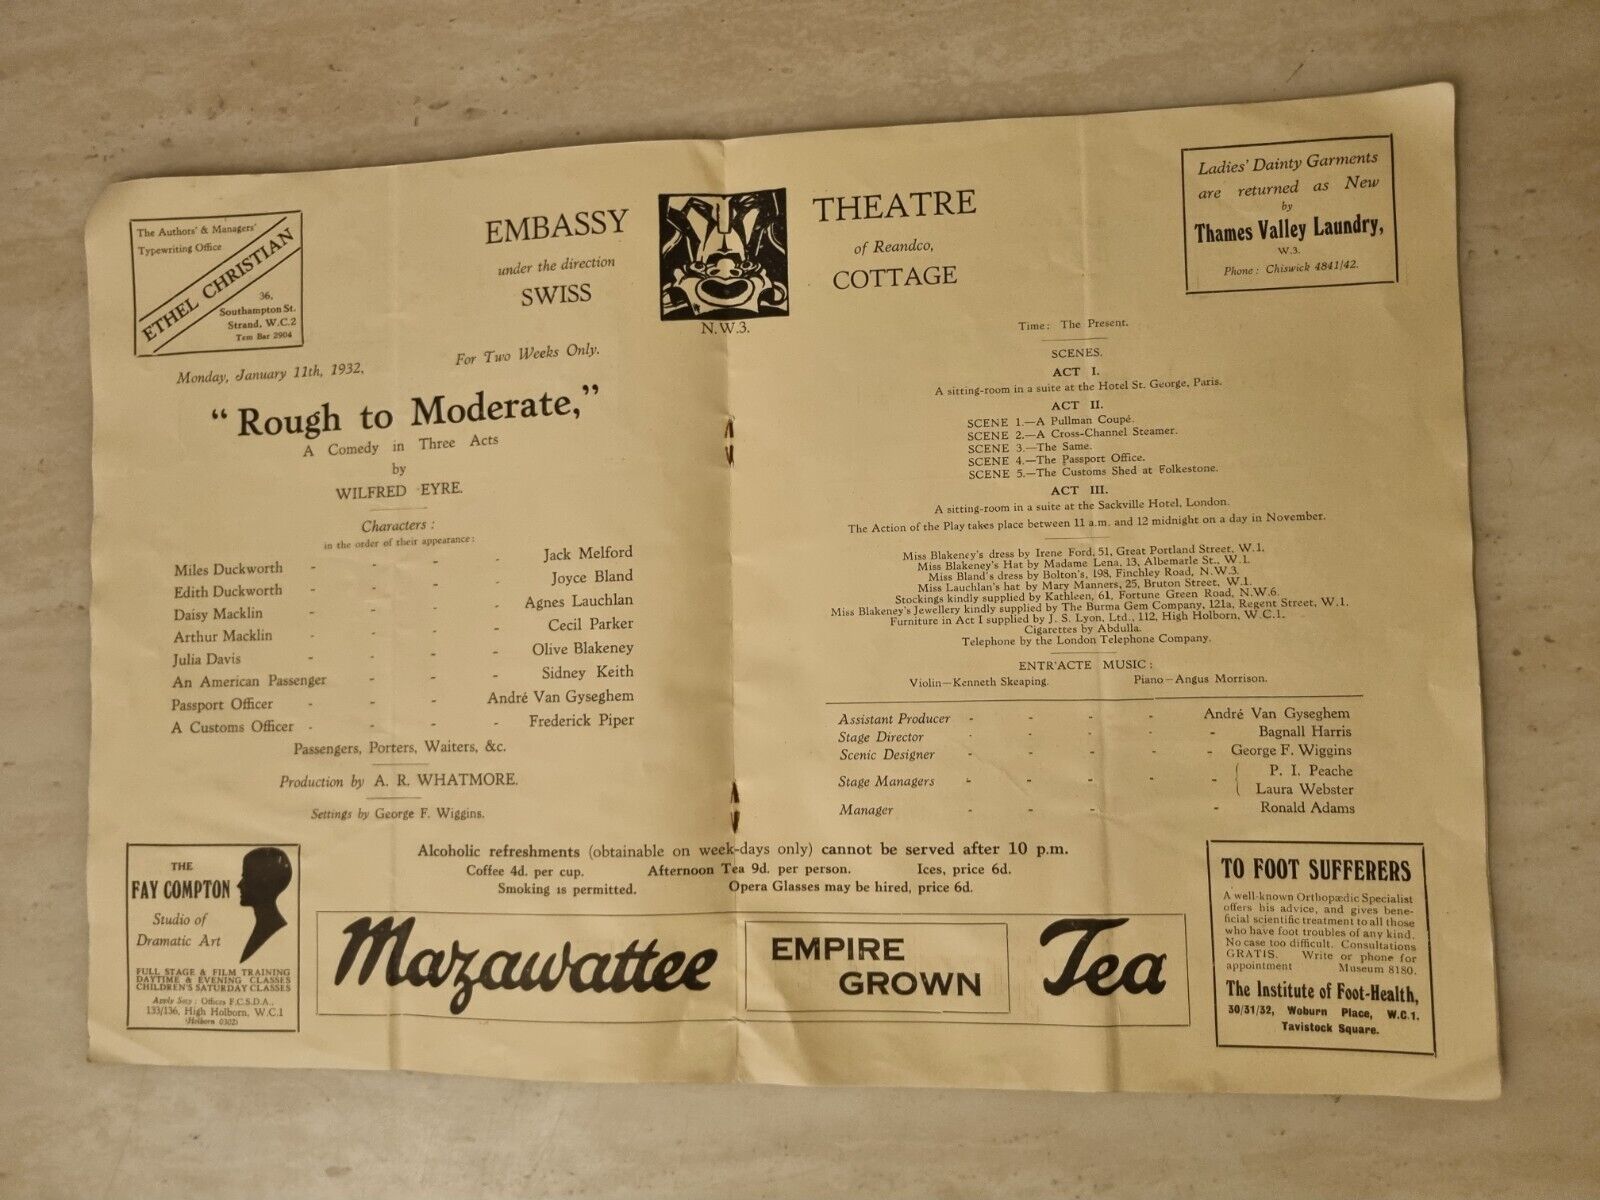 The Authors' & Managers'
Typewriting Office
ETHEL CHRISTIAN
36,
Southampton St.
Strand, W.C.2
Tem Bar 2904
EMBASSY THEATRE
under the direction of Reandco,
SWISS COTTAGE
N.W.3.
Ladies' Dainty Garments
are returned as New
by
Thames Valley Laundry,
W.3.
Phone: Chiswick 4841/42.
Monday, January 11th, 1932, For Two Weeks Only.
"Rough to Moderate,"
A Comedy in Three Acts
by
WILFRED EYRE.
Characters:
in the order of their appearance:
Miles Duckworth - - - - Jack Melford
Edith Duckworth - - - - Joyce Bland
Daisy Macklin - - - - Agnes Lauchlan
Arthur Macklin - - - - Cecil Parker
Julia Davis - - - - Olive Blakeney
An American Passenger - - - Sidney Keith
Passport Officer - - - - André Van Gyseghem
A Customs Officer - - - - Frederick Piper
Passengers, Porters, Waiters, &c.
Production by A. R. WHATMORE.
Settings by George F. Wiggins.
Time: The Present.
SCENES.
ACT I.
A sitting-room in a suite at the Hotel St. George, Paris.
ACT II.
SCENE 1.—A Pullman Coupé.
SCENE 2.—A Cross-Channel Steamer.
SCENE 3.—The Same.
SCENE 4.—The Passport Office.
SCENE 5.—The Customs Shed at Folkestone.
ACT III.
A sitting-room in a suite at the Sackville Hotel, London.
The Action of the Play takes place between 11 a.m. and 12 midnight on a day in November.
Miss Blakeney's dress by Irene Ford, 51, Great Portland Street, W.1.
Miss Blakeney's Hat by Madame Lena, 13, Albemarle St., W.1.
Miss Bland's dress by Bolton's, 198, Finchley Road, N.W.3.
Miss Lauchlan's hat by Mary Manners, 25, Bruton Street, W.1.
Stockings kindly supplied by Kathleen, 61, Fortune Green Road, N.W.6.
Miss Blakeney's Jewellery kindly supplied by The Burma Gem Company, 121a, Regent Street, W.1.
Furniture in Act I supplied by J. S. Lyon, Ltd., 112, High Holborn, W.C.1.
Cigarettes by Abdulla.
Telephone by the London Telephone Company.
ENTR'ACTE MUSIC:
Violin—Kenneth Skeaping. Piano—Angus Morrison.
Assistant Producer - - - - André Van Gyseghem
Stage Director - - - - - Bagnall Harris
Scenic Designer - - - - - George F. Wiggins
Stage Managers - - - - - { P. I. Peache
Laura Webster
Manager - - - - Ronald Adams
Alcoholic refreshments (obtainable on week-days only) cannot be served after 10 p.m.
Coffee 4d. per cup. Afternoon Tea 9d. per person. Ices, price 6d.
Smoking is permitted. Opera Glasses may be hired, price 6d.
THE
FAY COMPTON
Studio of
Dramatic Art
FULL STAGE & FILM TRAINING
DAYTIME & EVENING CLASSES
CHILDREN'S SATURDAY CLASSES
Apply Secy: Offices F.C.S.D.A.,
133/136, High Holborn, W.C.1
(Holborn 0302)
Mazawattee EMPIRE GROWN Tea
TO FOOT SUFFERERS
A well-known Orthopædic Specialist
offers his advice, and gives bene-
ficial scientific treatment to all those
who have foot troubles of any kind.
No case too difficult. Consultations
GRATIS. Write or phone for
appointment Museum 8180.
The Institute of Foot-Health,
30/31/32, Woburn Place, W.C.1.
Tavistock Square.